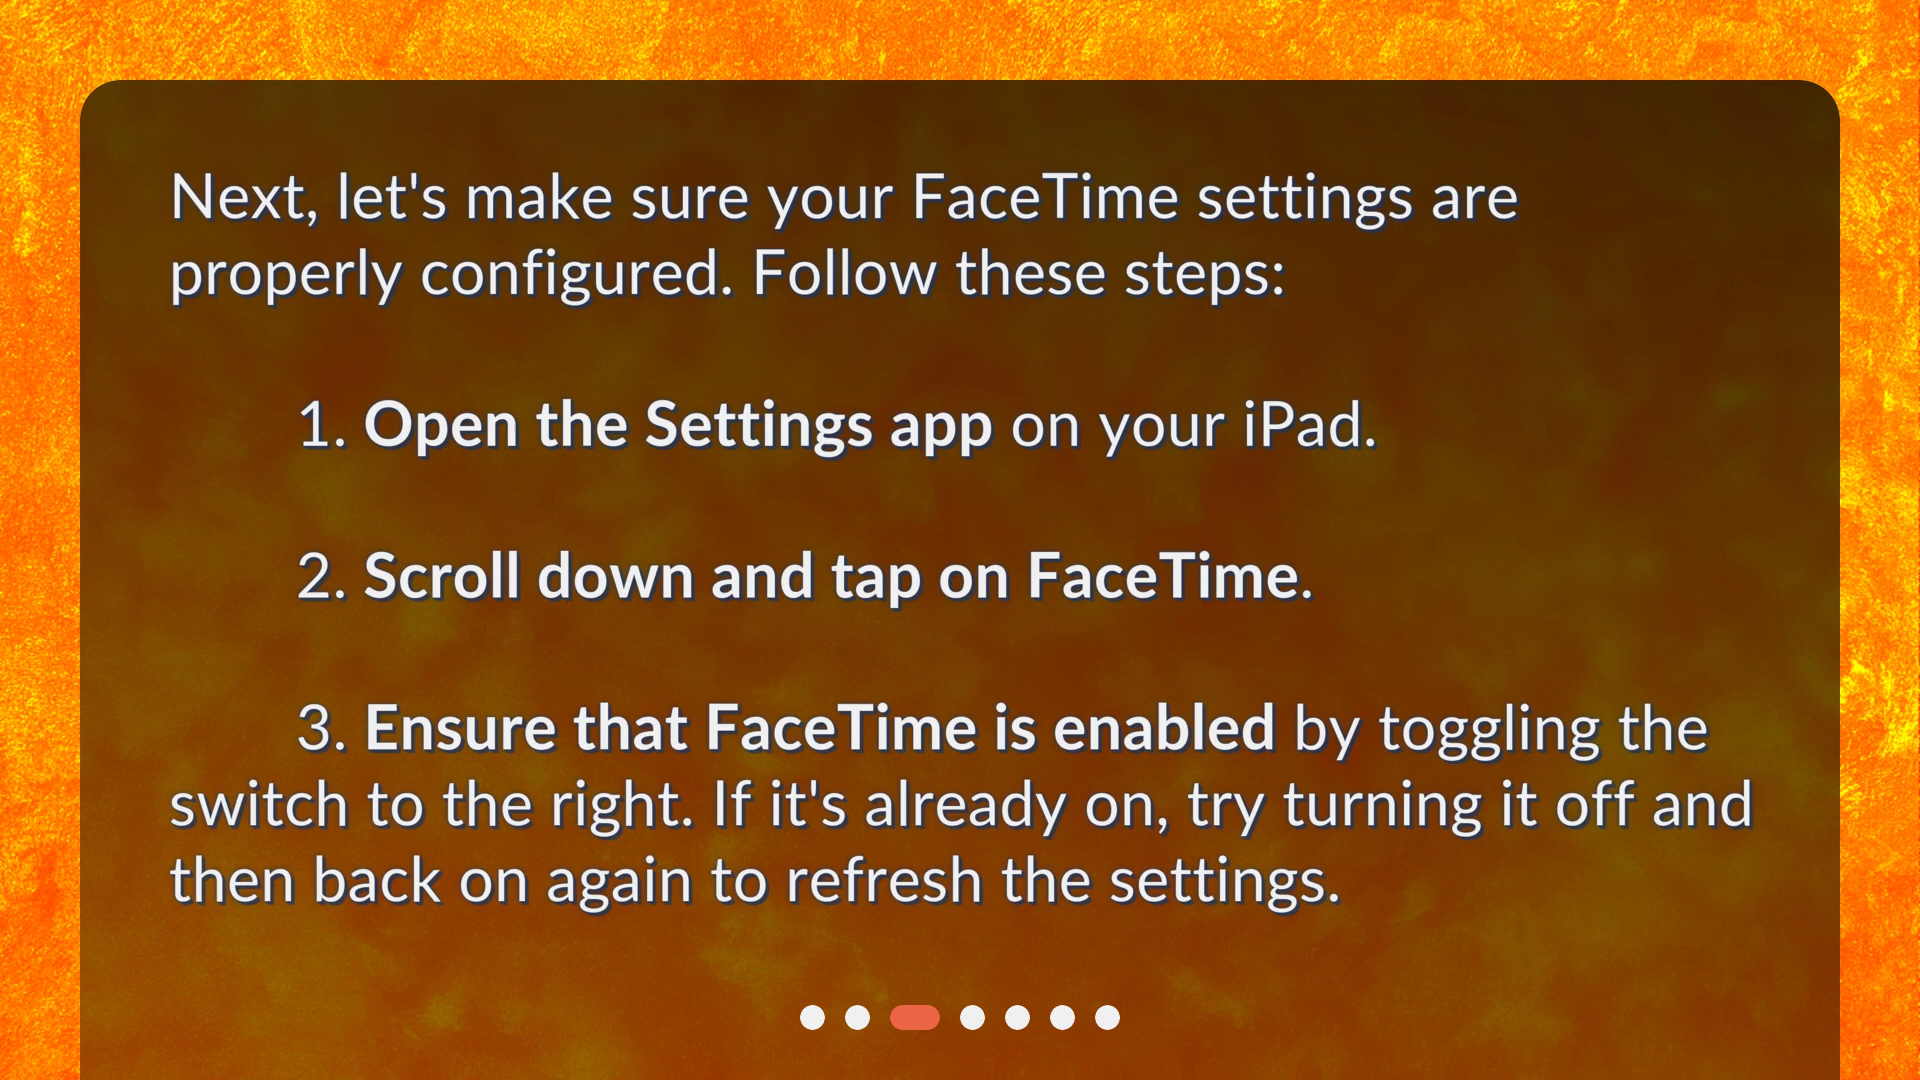 Next, let's make sure your FaceTime settings are
properly configured. Follow these steps:
1. Open the Settings app on your iPad.
2. Scroll down and tap on FaceTime.
3. Ensure that FaceTime is enabled by toggling the
switch to the right. If it's already on, try turning it off and
then back on again to refresh the settings.